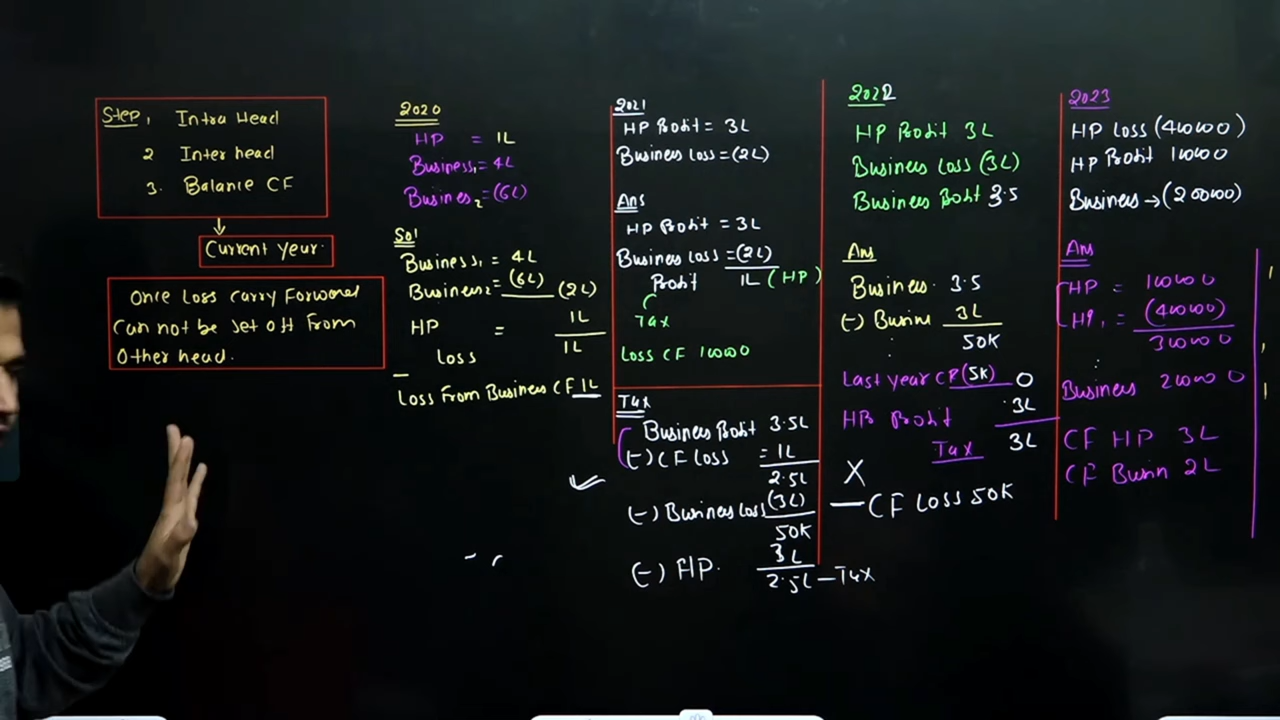 Step 1 Intra Head
2 Inter head
3. Balance CF
Current year.
Once Loss Carry Forward
Can not be set off From
Other head.
2020
HP = 1L
Business1 = 4L
Busines2 = (6L)
Sol
Business1 = 4L
Business2 = (6L) (2L)
HP = 1L
Loss 1L
Loss From Business CF 1L
2021
HP Profit = 3L
Business Loss = (2L)
Ans
HP Profit = 3L
Business Loss = (2L)
Profit 1L (HP)
Tax
Loss CF 10000
Tax
Business Profit 3.5L
(-) CF Loss = 1L
2.5L
(-) Business Loss (3L)
50K
(-) HP. 3L
2.5L - Tax
2022
HP Profit 3L
Business Loss (3L)
Business Profit 3.5
Ans
Business. 3.5
(-) Busine 3L
50K
Last year CF (5K) 0
HP Profit 3L
Tax 3L
X
- CF Loss 50K
2023
HP Loss (40000)
HP Profit 10000
Business → (20000)
Ans
HP = 10000
HP1 = (40000)
30000
Business 20000
CF HP 3L
CF Busin 2L